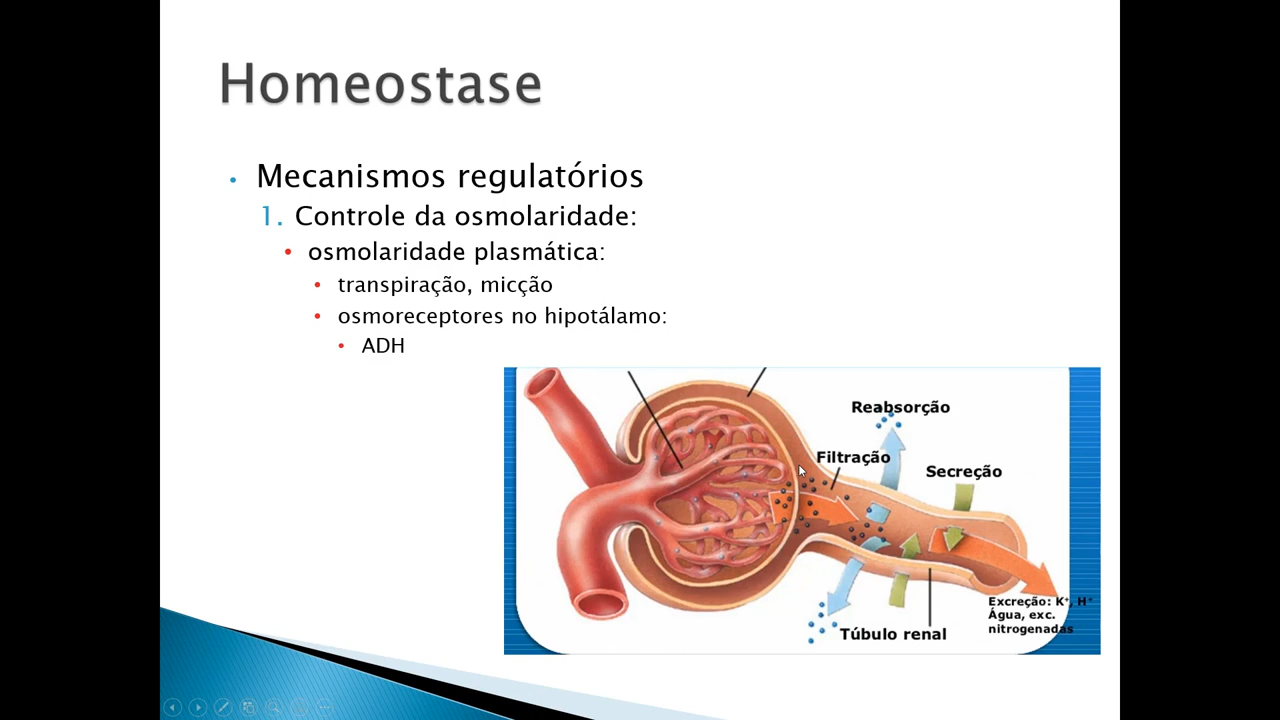 Homeostase
• Mecanismos regulatórios
1. Controle da osmolaridade:
• osmolaridade plasmática:
• transpiração, micção
• osmoreceptores no hipotálamo:
• ADH
Reabsorção
Filtração
Secreção
Excreção: K⁺, H⁺
Água, exc.
nitrogenadas
Túbulo renal